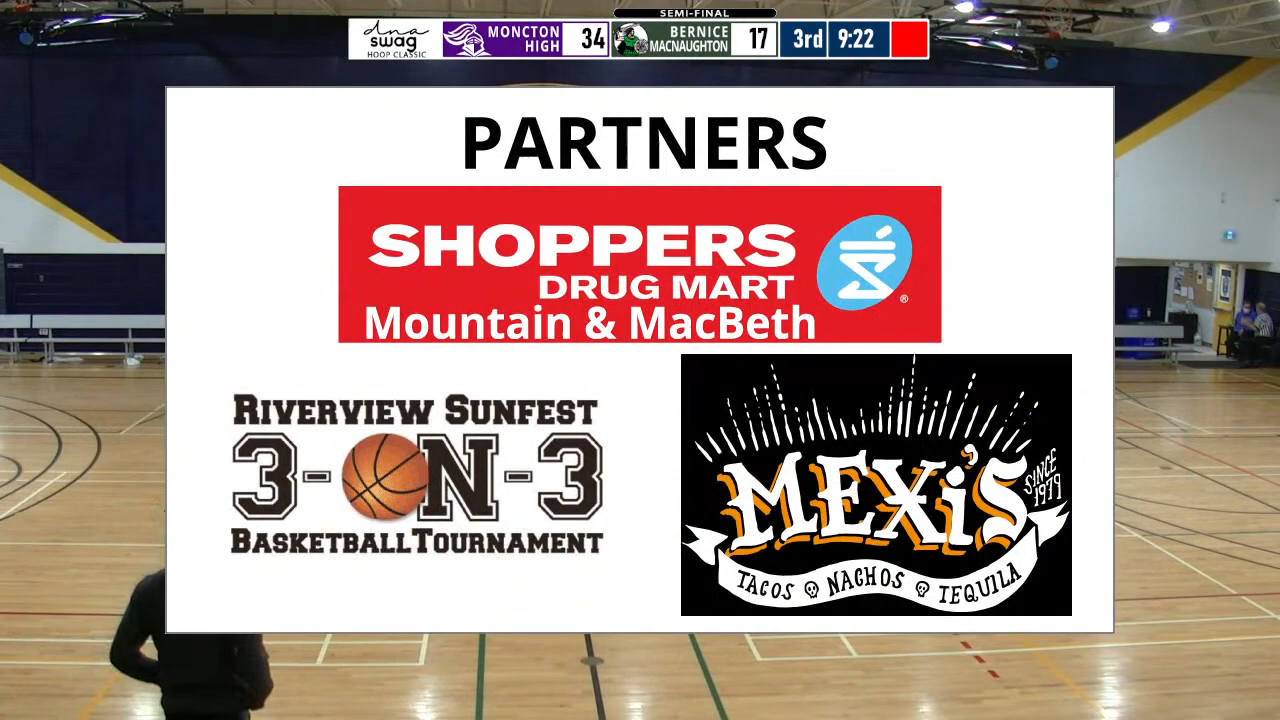 SEMI-FINAL
dna
swag
HOOP CLASSIC
MONCTON
HIGH
34
BERNICE
MACNAUGHTON
17
3rd
9:22
PARTNERS
SHOPPERS
DRUG MART
®
Mountain & MacBeth
RIVERVIEW SUNFEST
3-ON-3
BASKETBALL TOURNAMENT
MEXi'S
SINCE
1979
TACOS NACHOS TEQUILA